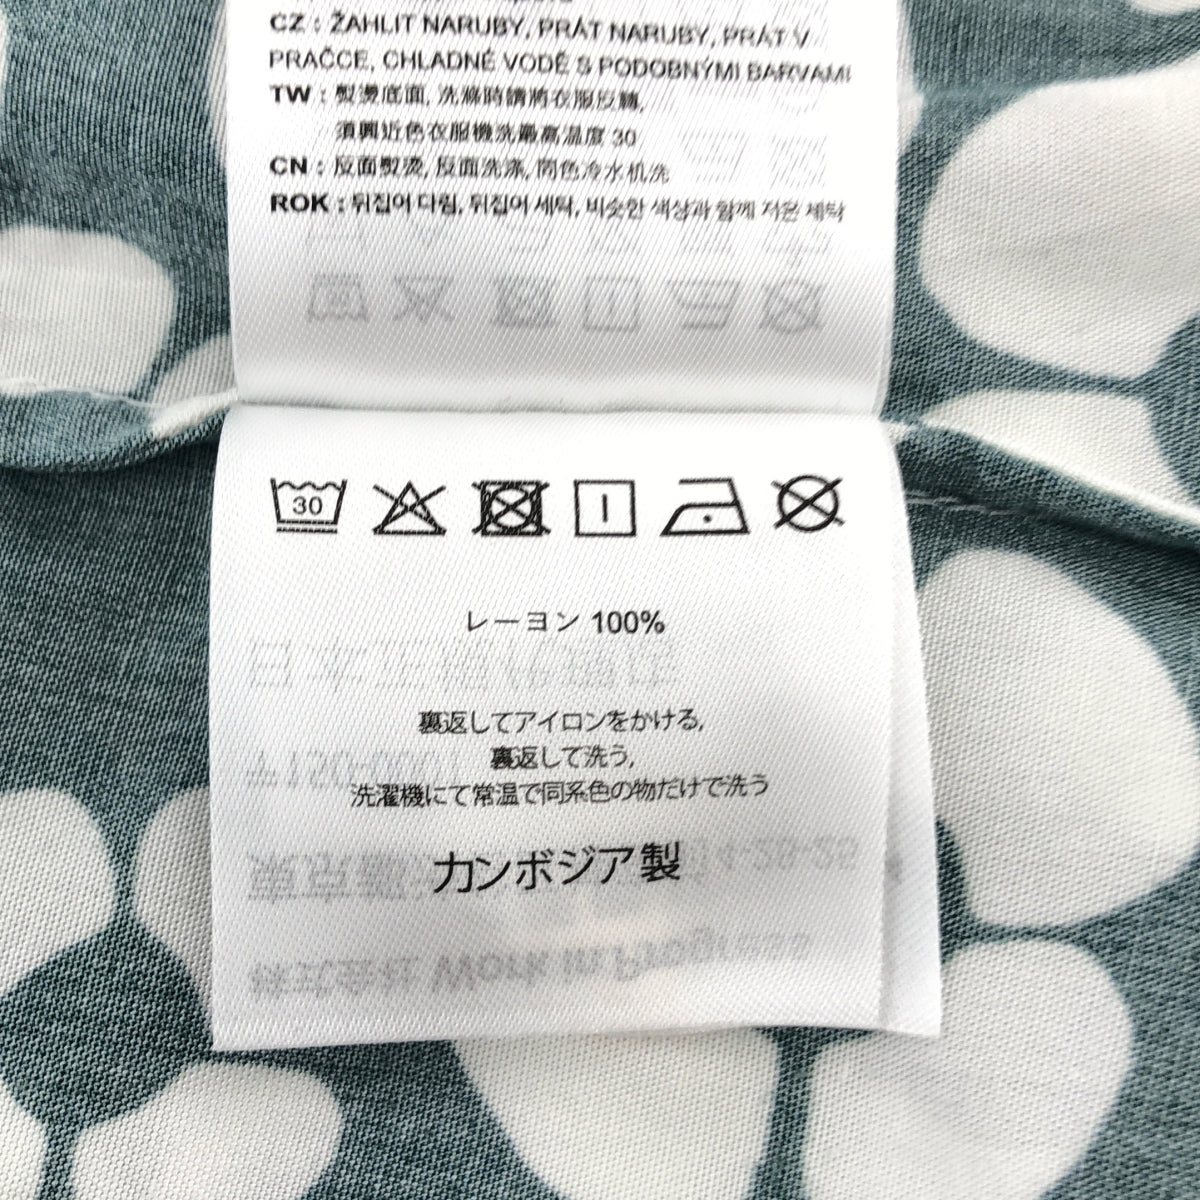 CZ : ŽAHLIT NARUBY, PRÁT NARUBY, PRÁT V
PRAČCE, CHLADNÉ VODĚ S PODOBNÝMI BARVAMI
TW : 熨燙底面, 洗滌時請將衣服反轉,
須與近色衣服機洗最高温度 30
CN : 反面熨烫, 反面洗涤, 同色冷水机洗
ROK : 뒤집어 다림, 뒤집어 세탁, 비슷한 색상과 함께 저온 세탁
30
レーヨン 100%
裏返してアイロンをかける,
裏返して洗う,
洗濯機にて常温で同系色の物だけで洗う
カンボジア製